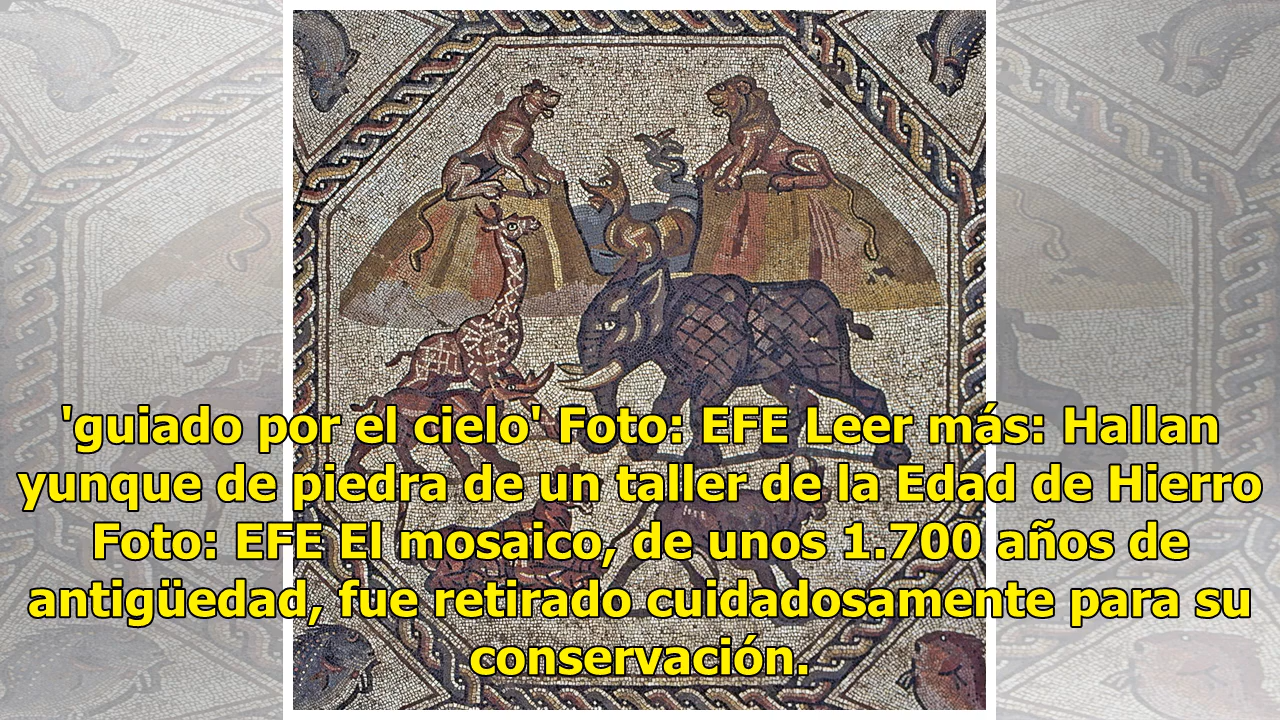 'guiado por el cielo' Foto: EFE Leer más: Hallan
yunque de piedra de un taller de la Edad de Hierro
Foto: EFE El mosaico, de unos 1.700 años de
antigüedad, fue retirado cuidadosamente para su
conservación.